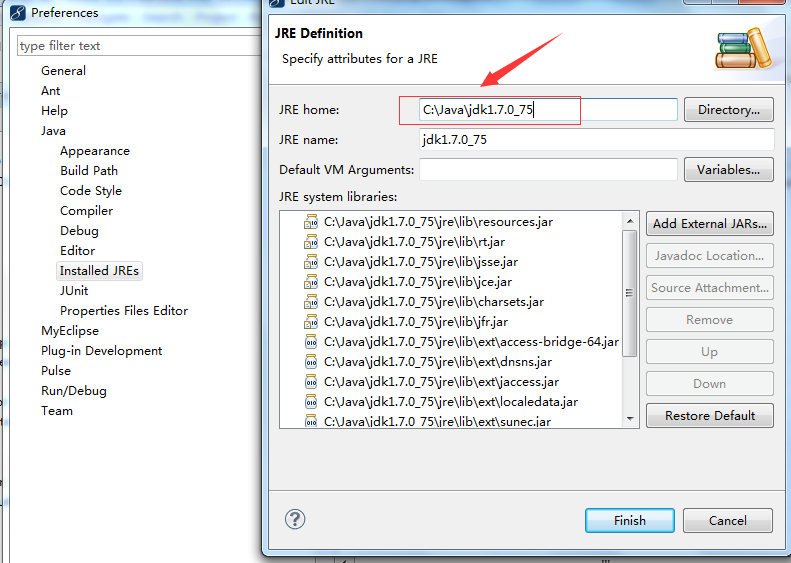 Preferences
type filter text
General
Ant
Help
Java
Appearance
Build Path
Code Style
Compiler
Debug
Editor
Installed JREs
JUnit
Properties Files Editor
MyEclipse
Plug-in Development
Pulse
Run/Debug
Team
Edit JRE
JRE Definition
Specify attributes for a JRE
JRE home: C:\Java\jdk1.7.0_75 Directory...
JRE name: jdk1.7.0_75
Default VM Arguments: Variables...
JRE system libraries:
C:\Java\jdk1.7.0_75\jre\lib\resources.jar
C:\Java\jdk1.7.0_75\jre\lib\rt.jar
C:\Java\jdk1.7.0_75\jre\lib\jsse.jar
C:\Java\jdk1.7.0_75\jre\lib\jce.jar
C:\Java\jdk1.7.0_75\jre\lib\charsets.jar
C:\Java\jdk1.7.0_75\jre\lib\jfr.jar
C:\Java\jdk1.7.0_75\jre\lib\ext\access-bridge-64.jar
C:\Java\jdk1.7.0_75\jre\lib\ext\dnsns.jar
C:\Java\jdk1.7.0_75\jre\lib\ext\jaccess.jar
C:\Java\jdk1.7.0_75\jre\lib\ext\localedata.jar
C:\Java\jdk1.7.0_75\jre\lib\ext\sunec.jar
Add External JARs...
Javadoc Location...
Source Attachment...
Remove
Up
Down
Restore Default
Finish
Cancel